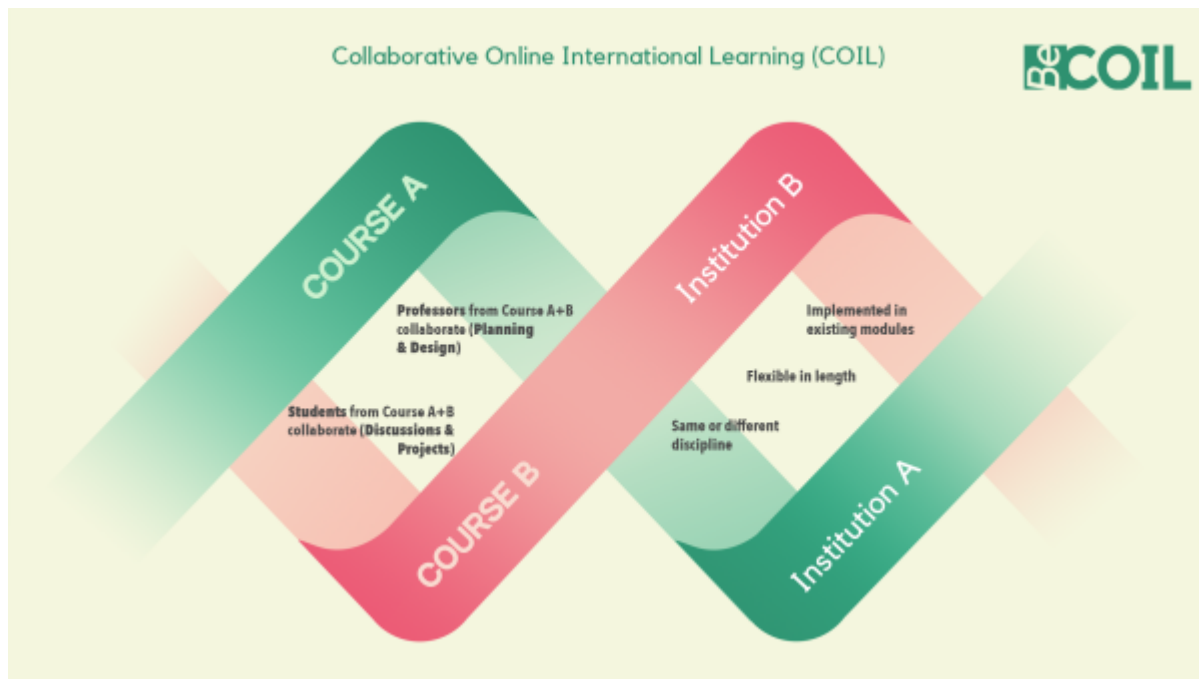 Collaborative Online International Learning (COIL)
BeCOIL
COURSE A
Institution B
Professors from Course A+B
collaborate (Planning
& Design)
Implemented in
existing modules
Flexible in length
Students from Course A+B
collaborate (Discussions &
Projects)
Same or different
discipline
COURSE B
Institution A